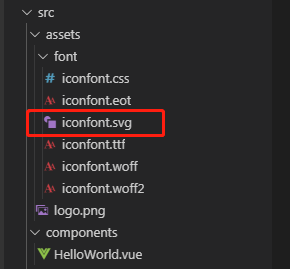 src
assets
font
iconfont.css
iconfont.eot
iconfont.svg
iconfont.ttf
iconfont.woff
iconfont.woff2
logo.png
components
HelloWorld.vue